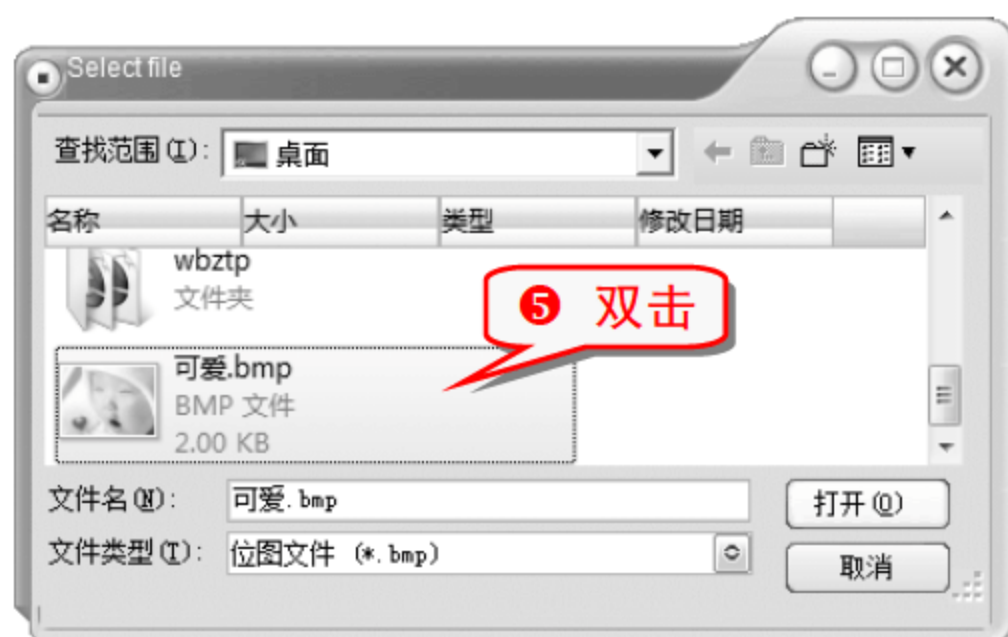 Select file
查找范围(I): 桌面
名称 大小 类型 修改日期
wbztp
文件夹
❺ 双击
可爱.bmp
BMP 文件
2.00 KB
文件名(N): 可爱.bmp 打开(O)
文件类型(T): 位图文件 (*.bmp)
取消